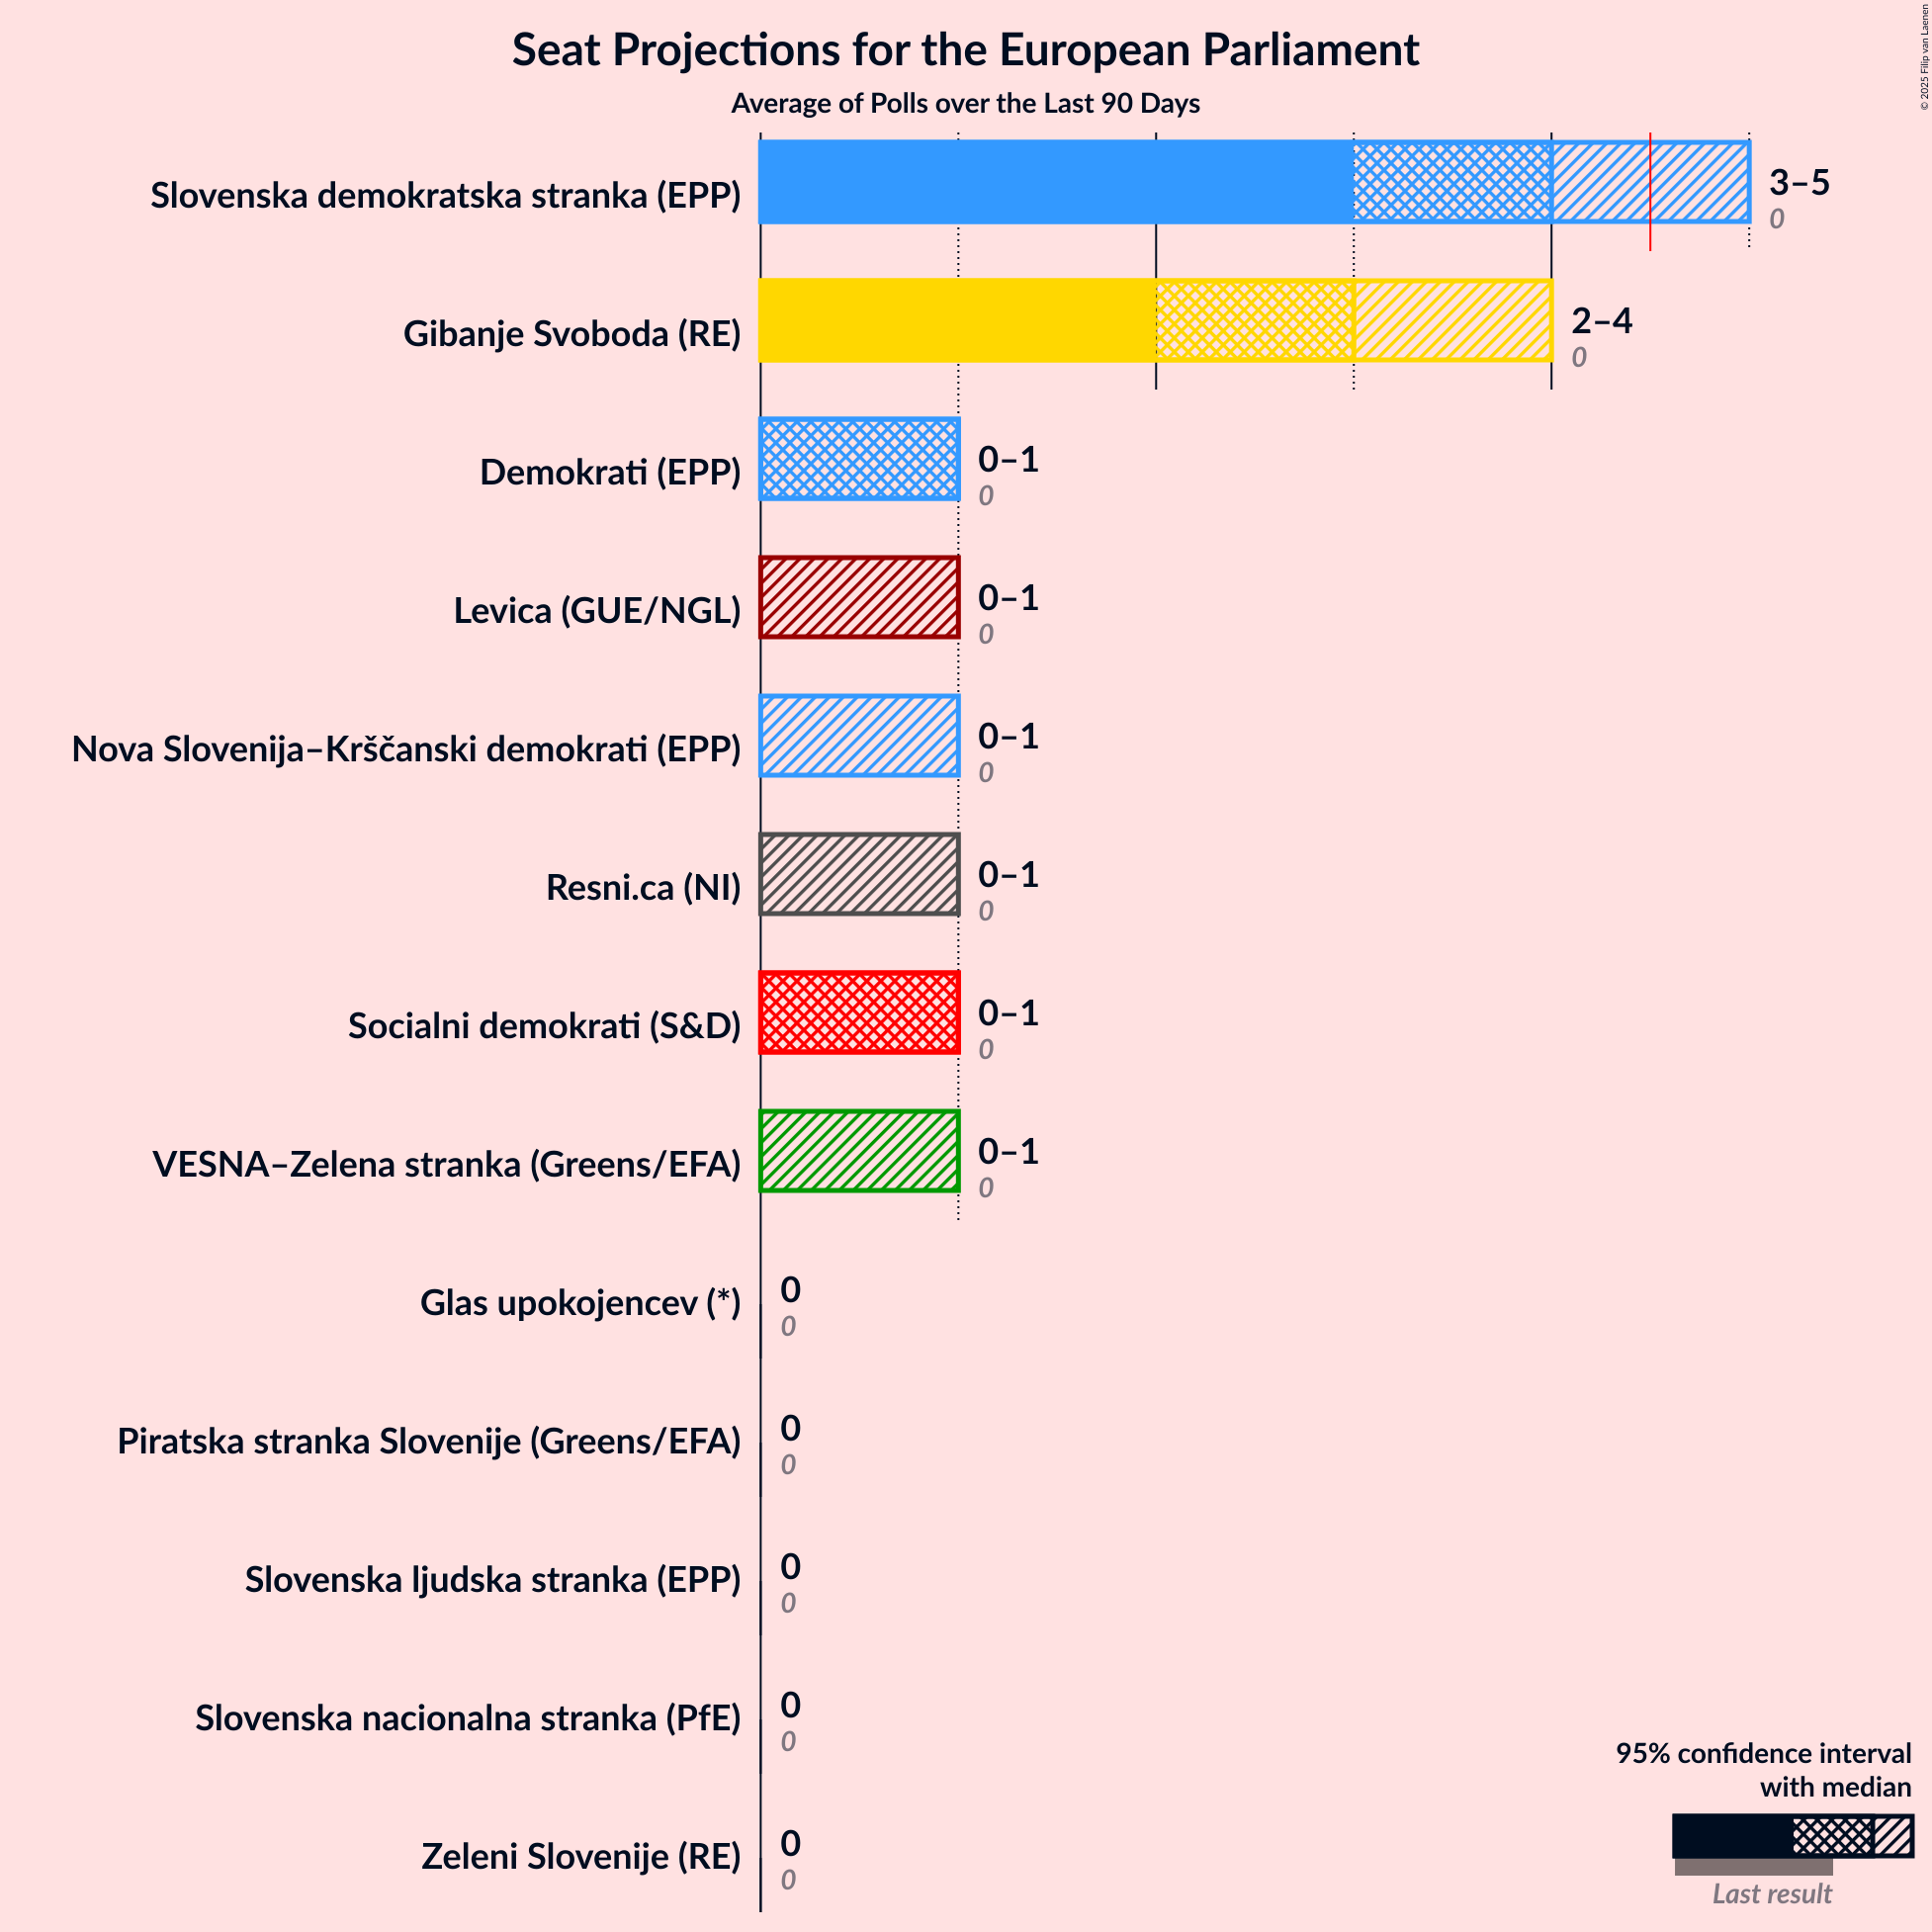 Seat Projections for the European Parliament
Average of Polls over the Last 90 Days
© 2025 Filip van Laenen
Slovenska demokratska stranka (EPP)
3–5
0
Gibanje Svoboda (RE)
2–4
0
Demokrati (EPP)
0–1
0
Levica (GUE/NGL)
0–1
0
Nova Slovenija–Krščanski demokrati (EPP)
0–1
0
Resni.ca (NI)
0–1
0
Socialni demokrati (S&D)
0–1
0
VESNA–Zelena stranka (Greens/EFA)
0–1
0
Glas upokojencev (*)
0
0
Piratska stranka Slovenije (Greens/EFA)
0
0
Slovenska ljudska stranka (EPP)
0
0
Slovenska nacionalna stranka (PfE)
0
0
Zeleni Slovenije (RE)
0
0
95% confidence interval
with median
Last result